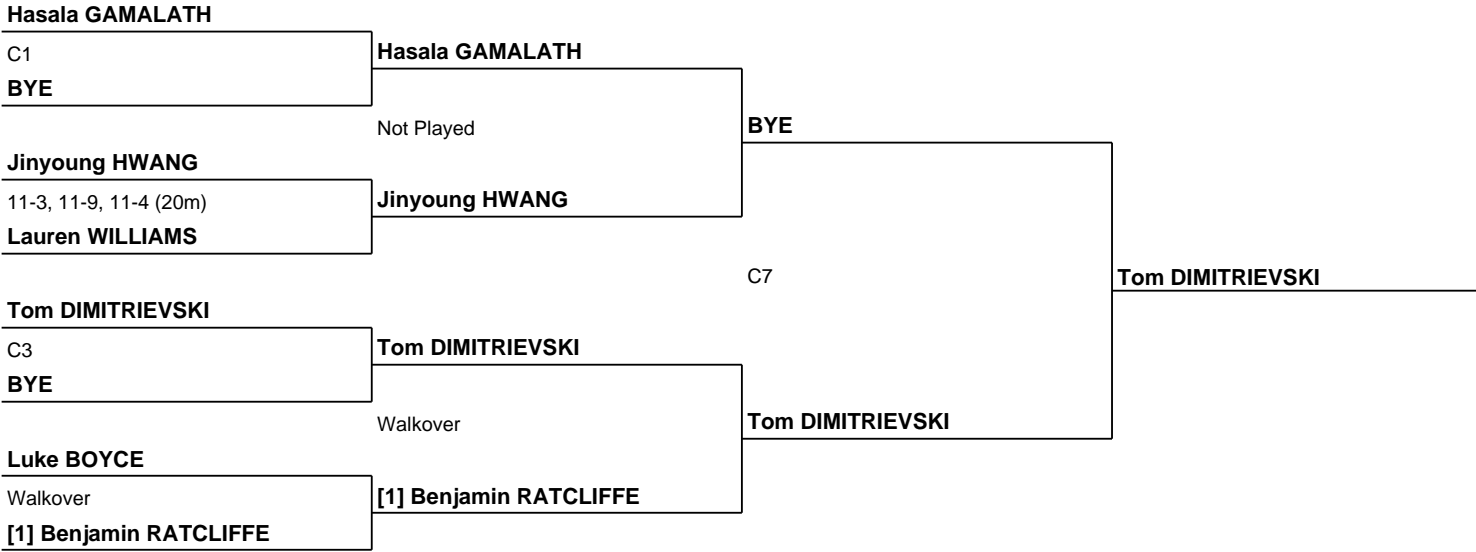 Hasala GAMALATH
C1
BYE
Hasala GAMALATH
Not Played
BYE
Jinyoung HWANG
11-3, 11-9, 11-4 (20m)
Lauren WILLIAMS
Jinyoung HWANG
C7
Tom DIMITRIEVSKI
Tom DIMITRIEVSKI
C3
BYE
Tom DIMITRIEVSKI
Walkover
Tom DIMITRIEVSKI
Luke BOYCE
Walkover
[1] Benjamin RATCLIFFE
[1] Benjamin RATCLIFFE